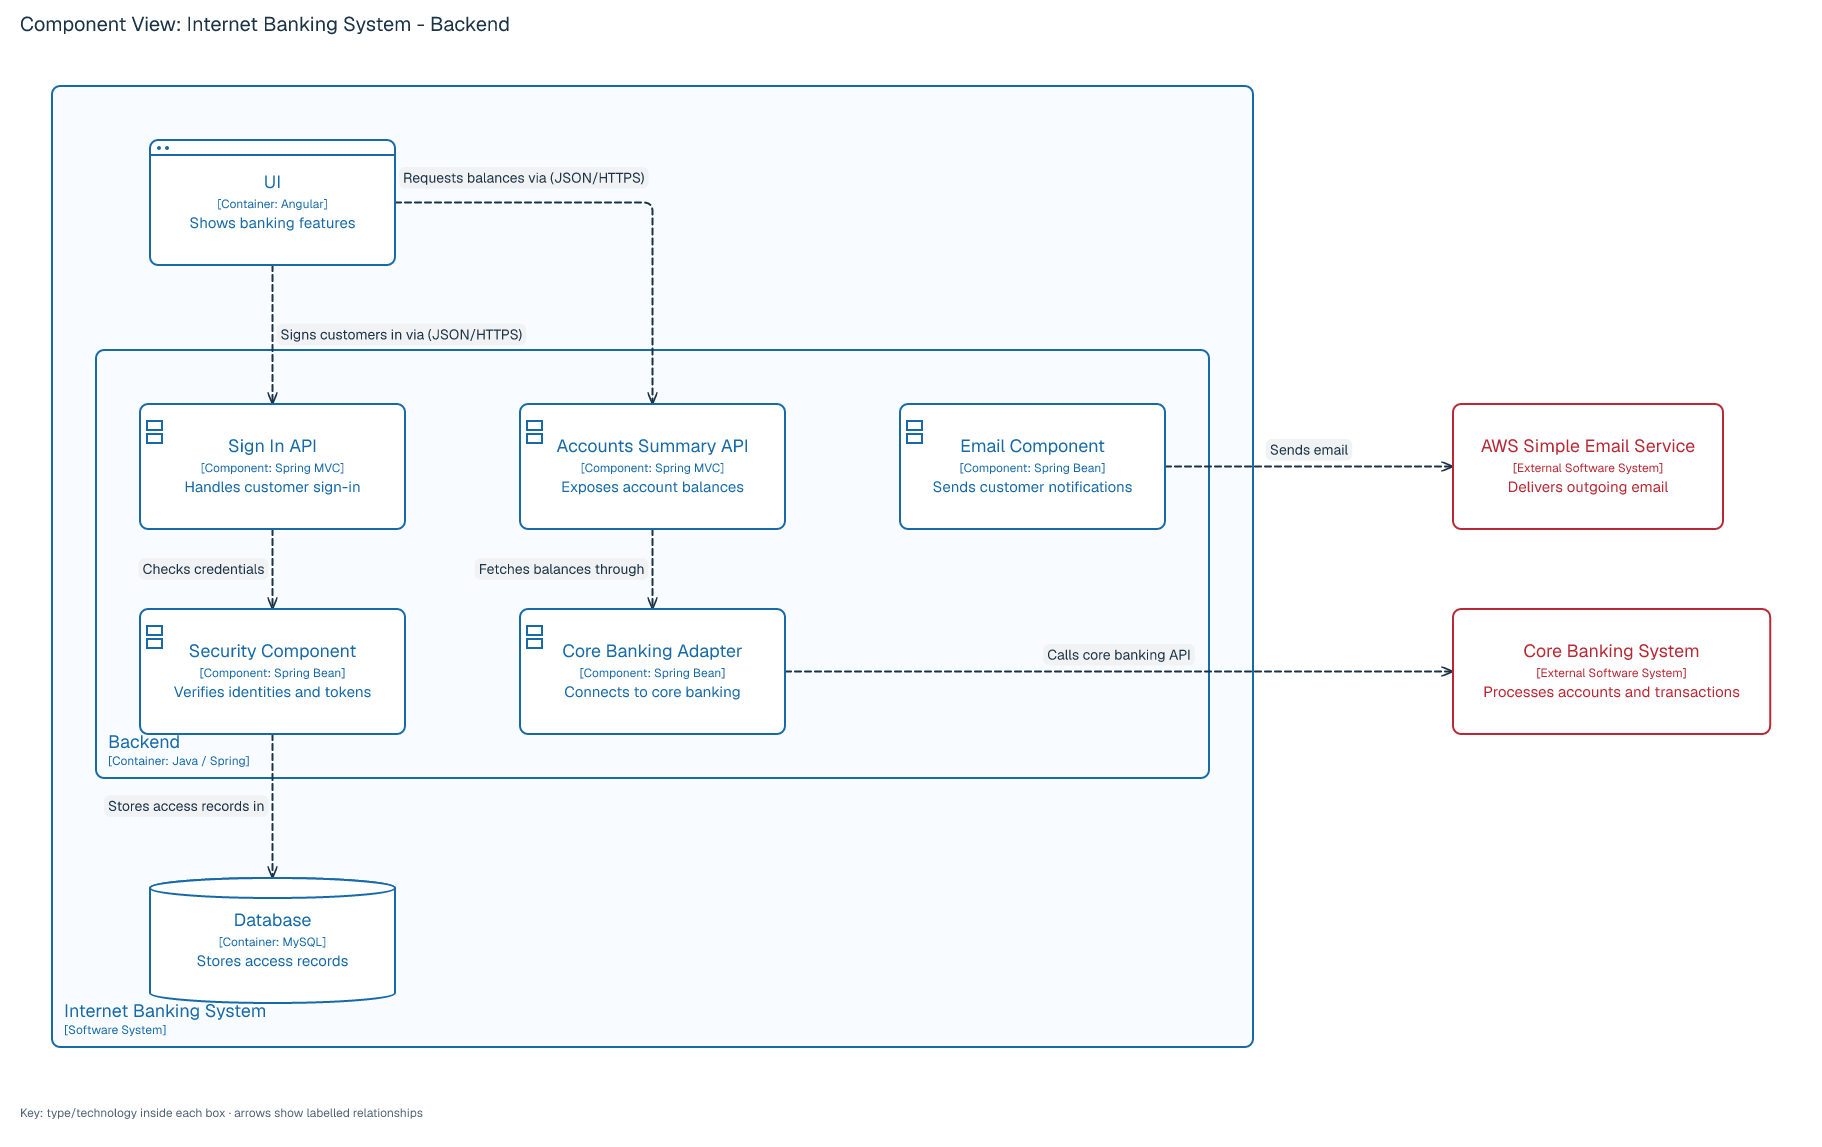 Component View: Internet Banking System - Backend
UI
[Container: Angular]
Shows banking features
Requests balances via (JSON/HTTPS)
Signs customers in via (JSON/HTTPS)
Sign In API
[Component: Spring MVC]
Handles customer sign-in
Accounts Summary API
[Component: Spring MVC]
Exposes account balances
Email Component
[Component: Spring Bean]
Sends customer notifications
Sends email
AWS Simple Email Service
[External Software System]
Delivers outgoing email
Checks credentials
Fetches balances through
Security Component
[Component: Spring Bean]
Verifies identities and tokens
Core Banking Adapter
[Component: Spring Bean]
Connects to core banking
Calls core banking API
Core Banking System
[External Software System]
Processes accounts and transactions
Backend
[Container: Java / Spring]
Stores access records in
Database
[Container: MySQL]
Stores access records
Internet Banking System
[Software System]
Key: type/technology inside each box · arrows show labelled relationships